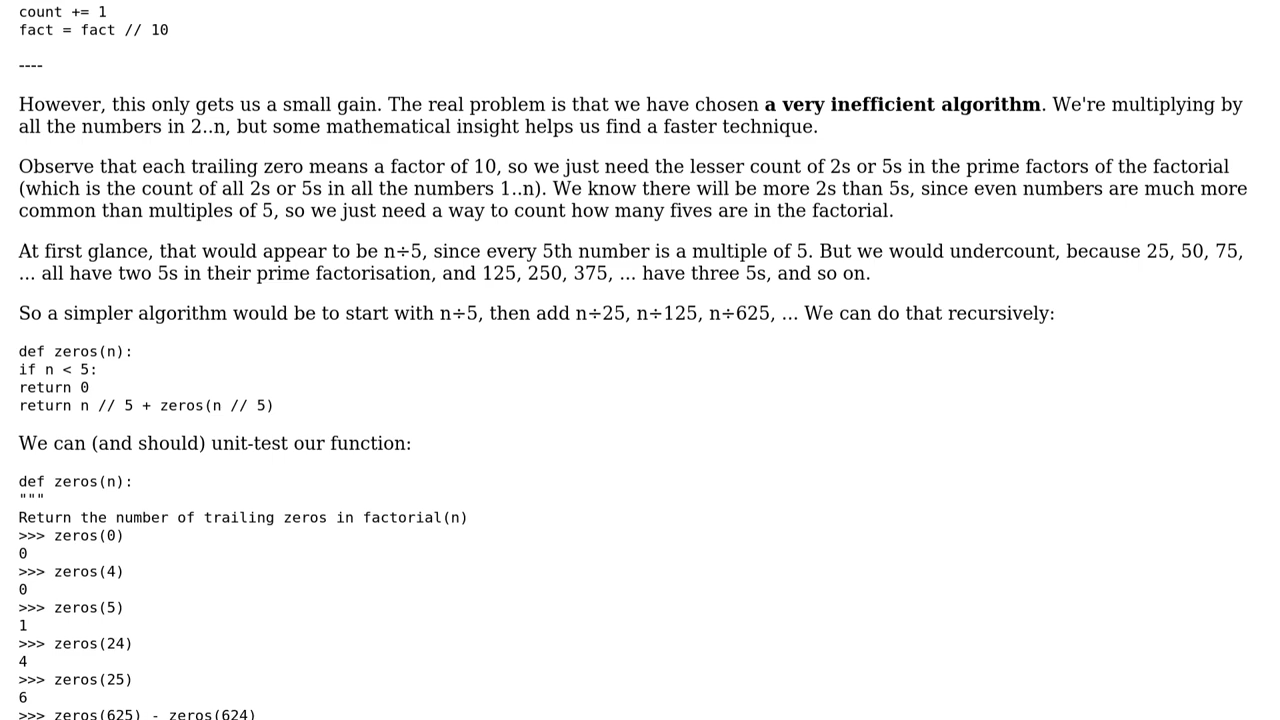 count += 1
fact = fact // 10
----
However, this only gets us a small gain. The real problem is that we have chosen a very inefficient algorithm. We're multiplying by
all the numbers in 2..n, but some mathematical insight helps us find a faster technique.
Observe that each trailing zero means a factor of 10, so we just need the lesser count of 2s or 5s in the prime factors of the factorial
(which is the count of all 2s or 5s in all the numbers 1..n). We know there will be more 2s than 5s, since even numbers are much more
common than multiples of 5, so we just need a way to count how many fives are in the factorial.
At first glance, that would appear to be n÷5, since every 5th number is a multiple of 5. But we would undercount, because 25, 50, 75,
... all have two 5s in their prime factorisation, and 125, 250, 375, ... have three 5s, and so on.
So a simpler algorithm would be to start with n÷5, then add n÷25, n÷125, n÷625, ... We can do that recursively:
def zeros(n):
if n < 5:
return 0
return n // 5 + zeros(n // 5)
We can (and should) unit-test our function:
def zeros(n):
"""
Return the number of trailing zeros in factorial(n)
>>> zeros(0)
0
>>> zeros(4)
0
>>> zeros(5)
1
>>> zeros(24)
4
>>> zeros(25)
6
>>> zeros(625) - zeros(624)